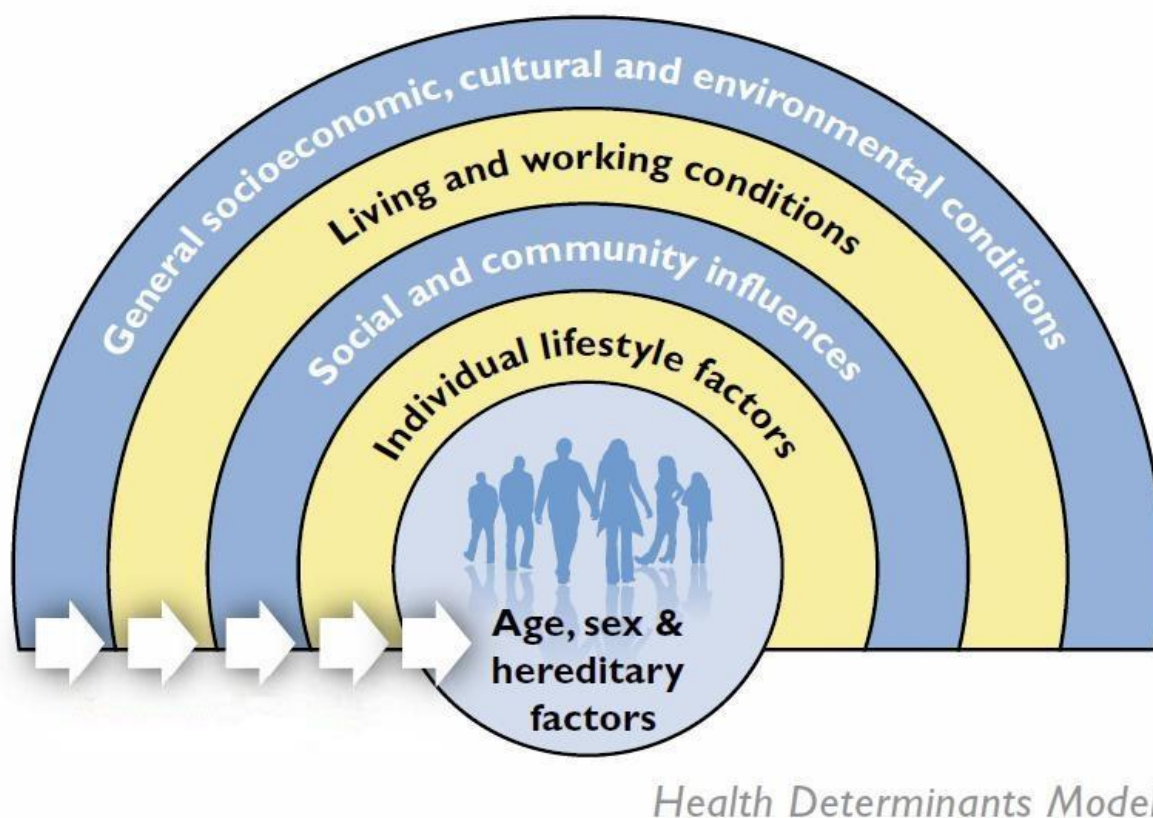 General socioeconomic, cultural and environmental conditions
Living and working conditions
Social and community influences
Individual lifestyle factors
Age, sex &
hereditary
factors
Health Determinants Model